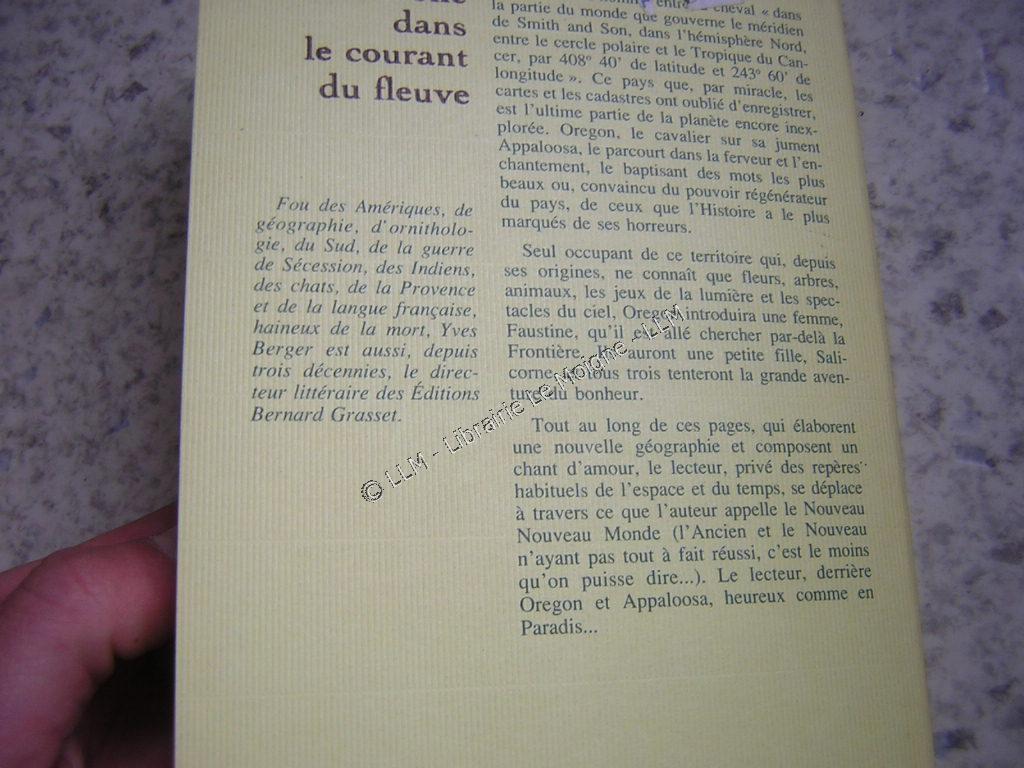 dans
le courant
du fleuve
Fou des Amériques, de
géographie, d'ornitholo-
gie, du Sud, de la guerre
de Sécession, des Indiens,
des chats, de la Provence
et de la langue française,
haineux de la mort, Yves
Berger est aussi, depuis
trois décennies, le direc-
teur littéraire des Éditions
Bernard Grasset.
entre à cheval « dans
la partie du monde que gouverne le méridien
de Smith and Son, dans l'hémisphère Nord,
entre le cercle polaire et le Tropique du Can-
cer, par 408° 40' de latitude et 243° 60' de
longitude ». Ce pays que, par miracle, les
cartes et les cadastres ont oublié d'enregistrer,
est l'ultime partie de la planète encore inex-
plorée. Oregon, le cavalier sur sa jument
Appaloosa, le parcourt dans la ferveur et l'en-
chantement, le baptisant des mots les plus
beaux ou, convaincu du pouvoir régénérateur
du pays, de ceux que l'Histoire a le plus
marqués de ses horreurs.
Seul occupant de ce territoire qui, depuis
ses origines, ne connaît que fleurs, arbres,
animaux, les jeux de la lumière et les spec-
tacles du ciel, Oregon introduira une femme,
Faustine, qu'il est allé chercher par-delà la
Frontière. Ils auront une petite fille, Sali-
corne, et tous trois tenteront la grande aven-
ture du bonheur.
Tout au long de ces pages, qui élaborent
une nouvelle géographie et composent un
chant d'amour, le lecteur, privé des repères
habituels de l'espace et du temps, se déplace
à travers ce que l'auteur appelle le Nouveau
Nouveau Monde (l'Ancien et le Nouveau
n'ayant pas tout à fait réussi, c'est le moins
qu'on puisse dire...). Le lecteur, derrière
Oregon et Appaloosa, heureux comme en
Paradis...
© LLM - Librairie Le Moigne - LLM